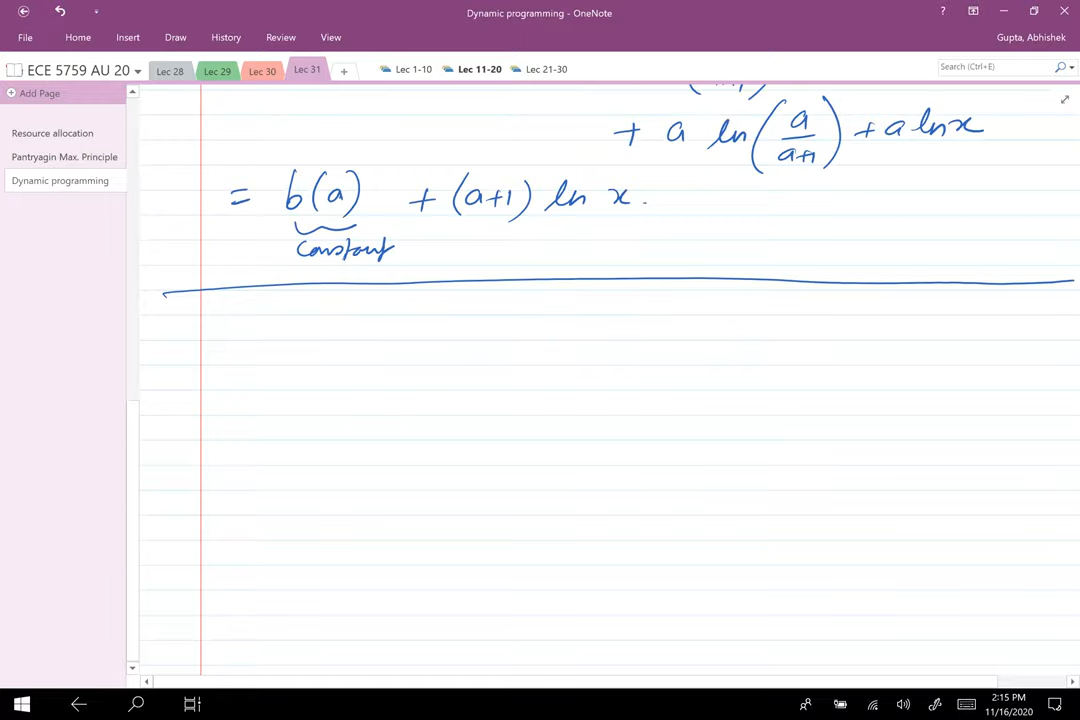 Dynamic programming - OneNote
?
File Home Insert Draw History Review View Gupta, Abhishek
ECE 5759 AU 20 Lec 28 Lec 29 Lec 30 Lec 31 + Lec 1-10 Lec 11-20 Lec 21-30 Search (Ctrl+E)
Add Page
Resource allocation
Pantryagin Max. Principle
Dynamic programming
+ a ln(a/a+1) + a ln x
= b(a) + (a+1) ln x.
constant
2:15 PM
11/16/2020